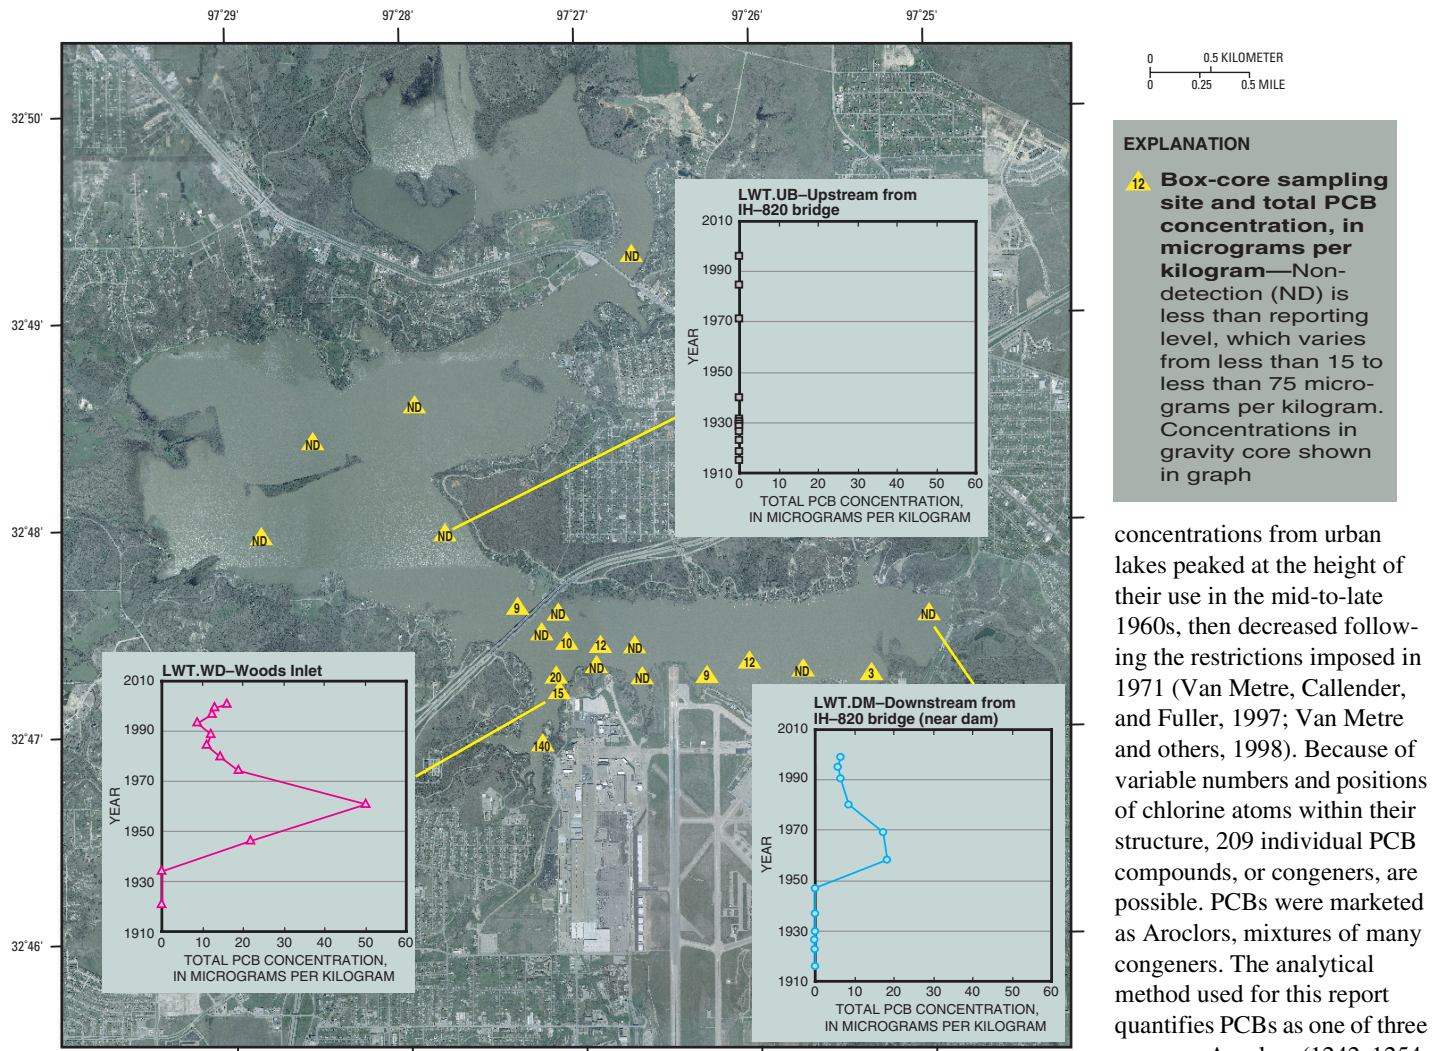 97°29' 97°28' 97°27' 97°26' 97°25'
32°50'
32°49'
32°48'
32°47'
32°46'
ND
ND
ND
ND
ND
9
ND
ND
ND
10
12
ND
ND
20
ND
9
12
ND
3
15
140
LWT.UB–Upstream from
IH–820 bridge
2010
1990
1970
1950
1930
1910
YEAR
0 10 20 30 40 50 60
TOTAL PCB CONCENTRATION,
IN MICROGRAMS PER KILOGRAM
LWT.WD–Woods Inlet
2010
1990
1970
1950
1930
1910
YEAR
0 10 20 30 40 50 60
TOTAL PCB CONCENTRATION,
IN MICROGRAMS PER KILOGRAM
LWT.DM–Downstream from
IH–820 bridge (near dam)
2010
1990
1970
1950
1930
1910
YEAR
0 10 20 30 40 50 60
TOTAL PCB CONCENTRATION,
IN MICROGRAMS PER KILOGRAM
0 0.5 KILOMETER
0 0.25 0.5 MILE
EXPLANATION
12 Box-core sampling
site and total PCB
concentration, in
micrograms per
kilogram—Non-
detection (ND) is
less than reporting
level, which varies
from less than 15 to
less than 75 micro-
grams per kilogram.
Concentrations in
gravity core shown
in graph
concentrations from urban
lakes peaked at the height of
their use in the mid-to-late
1960s, then decreased follow-
ing the restrictions imposed in
1971 (Van Metre, Callender,
and Fuller, 1997; Van Metre
and others, 1998). Because of
variable numbers and positions
of chlorine atoms within their
structure, 209 individual PCB
compounds, or congeners, are
possible. PCBs were marketed
as Aroclors, mixtures of many
congeners. The analytical
method used for this report
quantifies PCBs as one of three